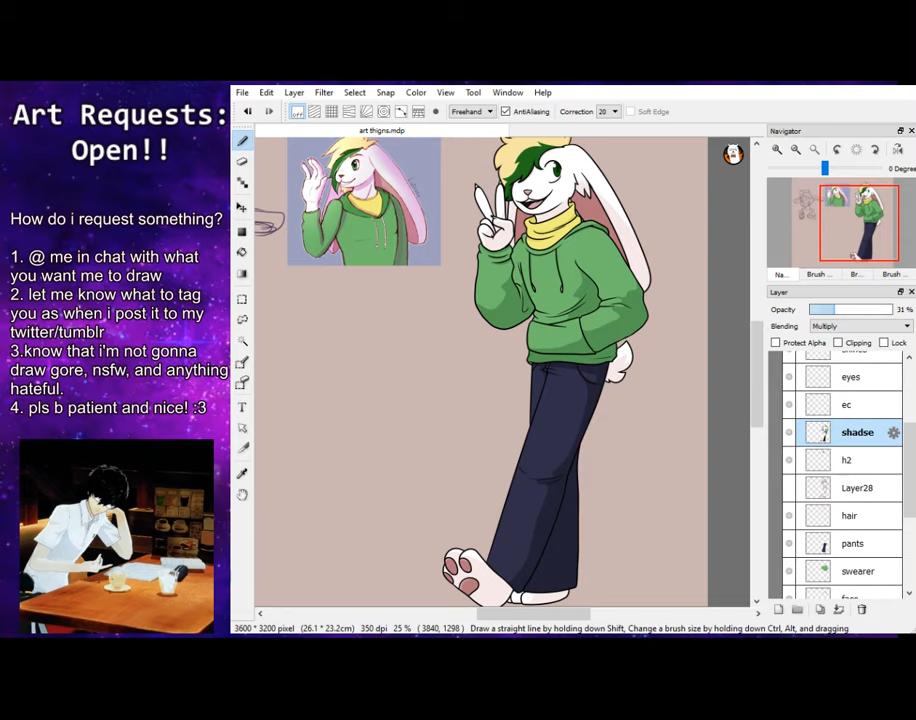 Art Requests:
Open!!
How do i request something?
1. @ me in chat with what
you want me to draw
2. let me know what to tag
you as when i post it to my
twitter/tumblr
3.know that i'm not gonna
draw gore, nsfw, and anything
hateful.
4. pls b patient and nice! :3
File Edit Layer Filter Select Snap Color View Tool Window Help
off Freehand AntiAliasing Correction 20 Soft Edge
art thigns.mdp
Navigator
0 Degree
Na... Brush ... Br... Brush ...
Layer
Opacity 31 %
Blending Multiply
Protect Alpha Clipping Lock
eyes
ec
shadse
h2
Layer28
hair
pants
swearer
3600 * 3200 pixel (26.1 * 23.2cm) 350 dpi 25 % ( 3840, 1298 ) Draw a straight line by holding down Shift, Change a brush size by holding down Ctrl, Alt, and dragging